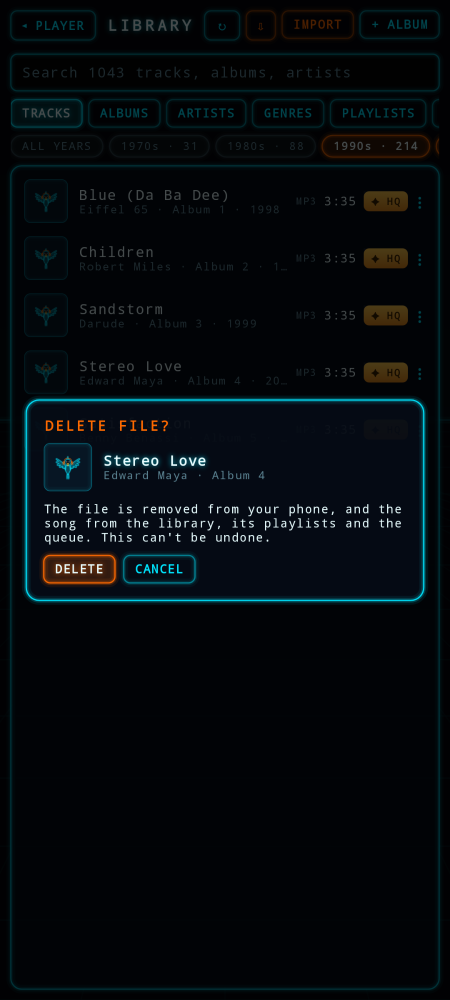 ◂ PLAYER LIBRARY ↻ ⇩ IMPORT + ALBUM
Search 1043 tracks, albums, artists
TRACKS ALBUMS ARTISTS GENRES PLAYLISTS
ALL YEARS 1970s · 31 1980s · 88 1990s · 214
Blue (Da Ba Dee)
Eiffel 65 · Album 1 · 1998
MP3 3:35 ✦ HQ
Children
Robert Miles · Album 2 · 1…
MP3 3:35 ✦ HQ
Sandstorm
Darude · Album 3 · 1999
MP3 3:35 ✦ HQ
Stereo Love
Edward Maya · Album 4 · 20…
MP3 3:35 ✦ HQ
DELETE FILE?
Stereo Love
Edward Maya · Album 4
The file is removed from your phone, and the
song from the library, its playlists and the
queue. This can't be undone.
DELETE CANCEL